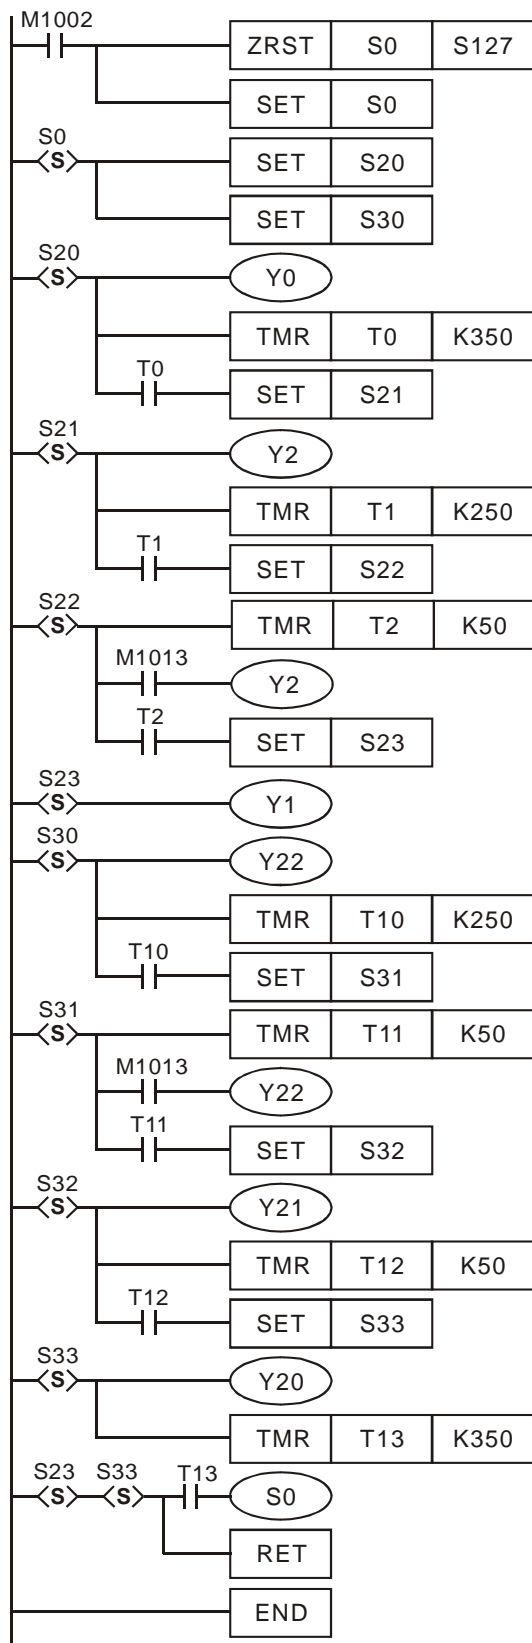 M1002
ZRST S0 S127
SET S0
S0
S SET S20
SET S30
S20
S Y0
TMR T0 K350
T0
SET S21
S21
S Y2
TMR T1 K250
T1
SET S22
S22
S TMR T2 K50
M1013
Y2
T2
SET S23
S23
S Y1
S30
S Y22
TMR T10 K250
T10
SET S31
S31
S TMR T11 K50
M1013
Y22
T11
SET S32
S32
S Y21
TMR T12 K50
T12
SET S33
S33
S Y20
TMR T13 K350
S23 S33 T13
S S S0
RET
END